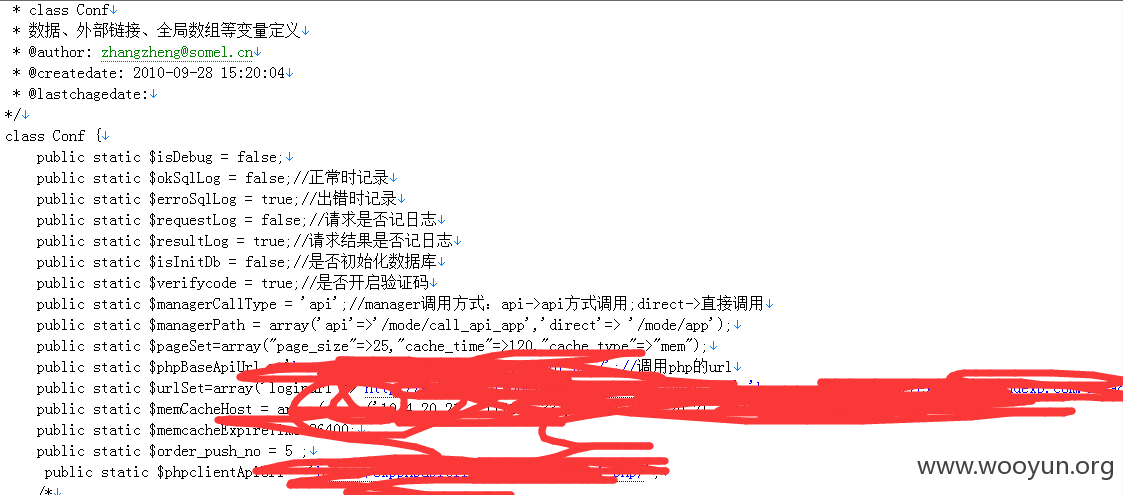 * class Conf↓
* 数据、外部链接、全局数组等变量定义↓
* @author: zhangzheng@somel.cn↓
* @createdate: 2010-09-28 15:20:04↓
* @lastchagedate:↓
*/↓
class Conf {↓
public static $isDebug = false;↓
public static $okSqlLog = false;//正常时记录↓
public static $erroSqlLog = true;//出错时记录↓
public static $requestLog = false;//请求是否记日志↓
public static $resultLog = true;//请求结果是否记日志↓
public static $isInitDb = false;//是否初始化数据库↓
public static $verifycode = true;//是否开启验证码↓
public static $managerCallType = 'api';//manager调用方式：api->api方式调用;direct->直接调用↓
public static $managerPath = array('api'=>'/mode/call_api_app','direct'=> '/mode/app');↓
public static $pageSet=array("page_size"=>25,"cache_time"=>120,"cache_type"=>"mem");↓
public static $phpBaseApiUrl //调用php的url↓
public static $urlSet=array(
public static $memCacheHost =
public static $memcacheExpireTime 86400;↓
public static $order_push_no = 5 ;↓
public static $phpclientApiUrl
/*↓
www.wooyun.org